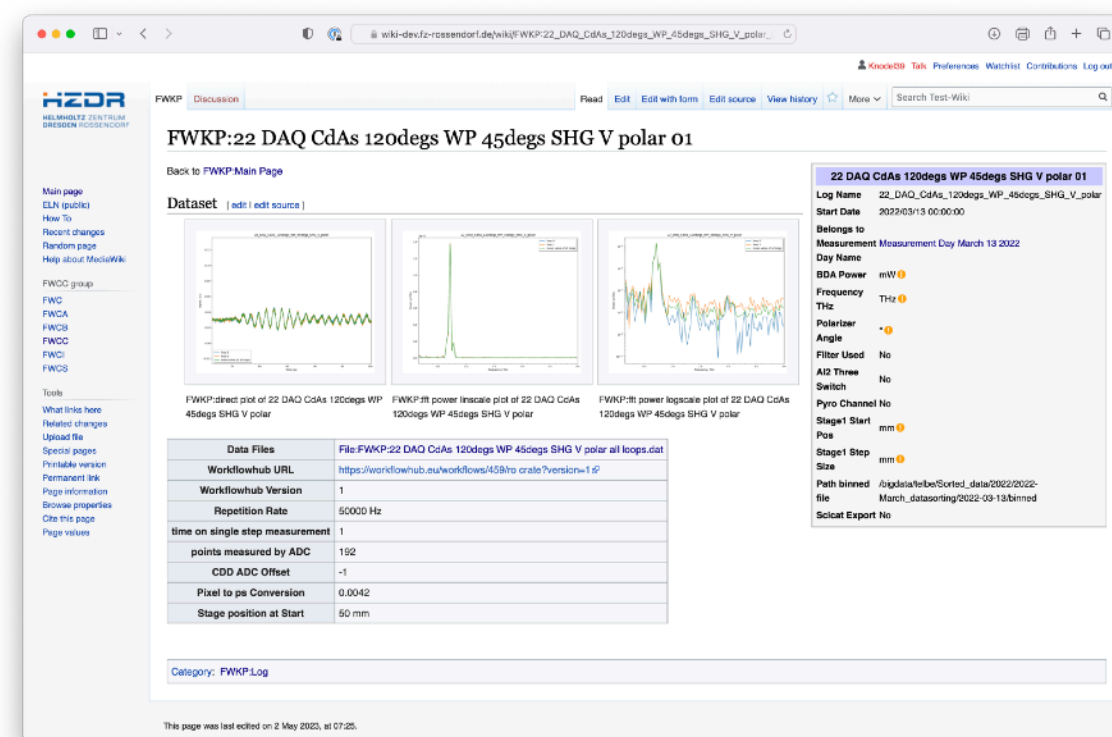 wiki-dev.fz-rossendorf.de/wiki/FWKP:22_DAQ_CdAs_120degs_WP_45degs_SHG_V_polar_
Knodel39 Talk Preferences Watchlist Contributions Log out
HZDR
HELMHOLTZ ZENTRUM
DRESDEN ROSSENDORF
FWKP Discussion Read Edit Edit with form Edit source View history More Search Test-Wiki
FWKP:22 DAQ CdAs 120degs WP 45degs SHG V polar 01
Back to FWKP:Main Page
Main page
ELN (public)
How To
Recent changes
Random page
Help about MediaWiki
FWCC group
FWC
FWCA
FWCB
FWCC
FWCI
FWCS
Tools
What links here
Related changes
Upload file
Special pages
Printable version
Permanent link
Page information
Browse properties
Cite this page
Page values
Dataset [ edit | edit source ]
FWKP:direct plot of 22 DAQ CdAs 120degs WP
45degs SHG V polar
FWKP:fft power linscale plot of 22 DAQ CdAs
120degs WP 45degs SHG V polar
FWKP:fft power logscale plot of 22 DAQ CdAs
120degs WP 45degs SHG V polar
Data Files File:FWKP:22 DAQ CdAs 120degs WP 45degs SHG V polar all loops.dat
Workflowhub URL https://workflowhub.eu/workflows/459/ro crate?version=1
Workflowhub Version 1
Repetition Rate 50000 Hz
time on single step measurement 1
points measured by ADC 192
CDD ADC Offset -1
Pixel to ps Conversion 0.0042
Stage position at Start 50 mm
22 DAQ CdAs 120degs WP 45degs SHG V polar 01
Log Name 22_DAQ_CdAs_120degs_WP_45degs_SHG_V_polar
Start Date 2022/03/13 00:00:00
Belongs to
Measurement Measurement Day March 13 2022
Day Name
BDA Power mW
Frequency
THz THz
Polarizer
Angle °
Filter Used No
AI2 Three
Switch No
Pyro Channel No
Stage1 Start
Pos mm
Stage1 Step
Size mm
Path binned /bigdata/telbe/Sorted_data/2022/2022-
file March_datasorting/2022-03-13/binned
Scicat Export No
Category: FWKP:Log
This page was last edited on 2 May 2023, at 07:25.